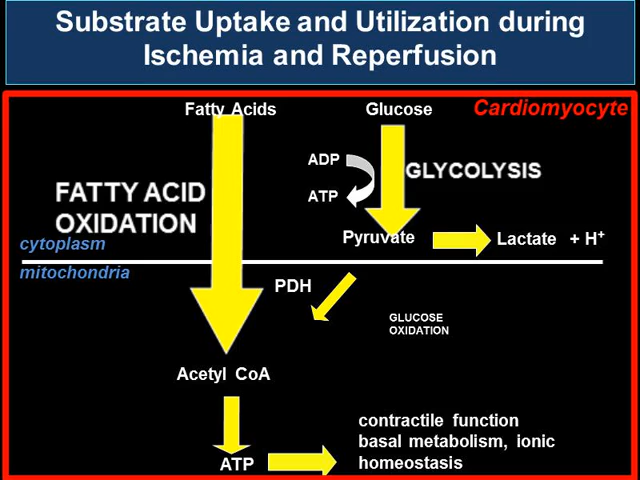 Substrate Uptake and Utilization during
Ischemia and Reperfusion
Fatty Acids
Glucose
Cardiomyocyte
ADP
GLYCOLYSIS
ATP
FATTY ACID
OXIDATION
Pyruvate
Lactate + H+
cytoplasm
mitochondria
PDH
GLUCOSE
OXIDATION
Acetyl CoA
ATP
contractile function
basal metabolism, ionic
homeostasis